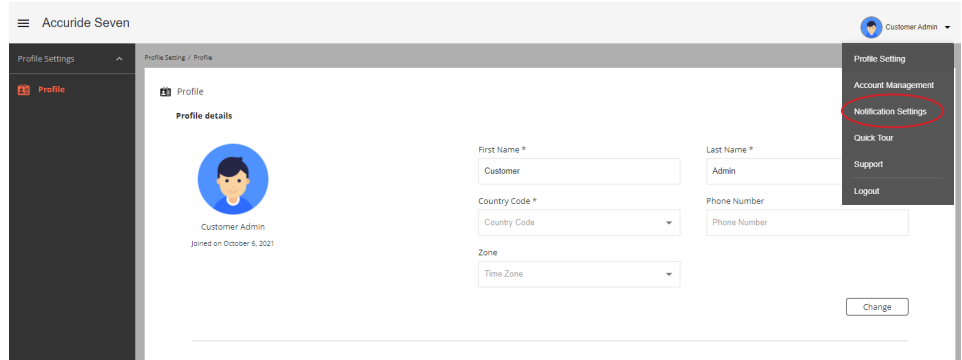 Accuride Seven
Customer Admin
Profile Settings
Profile
Profile Setting / Profile
Profile
Profile details
Customer Admin
Joined on October 6, 2021
First Name *
Customer
Last Name *
Admin
Country Code *
Country Code
Phone Number
Phone Number
Zone
Time Zone
Change
Profile Setting
Account Management
Notification Settings
Quick Tour
Support
Logout